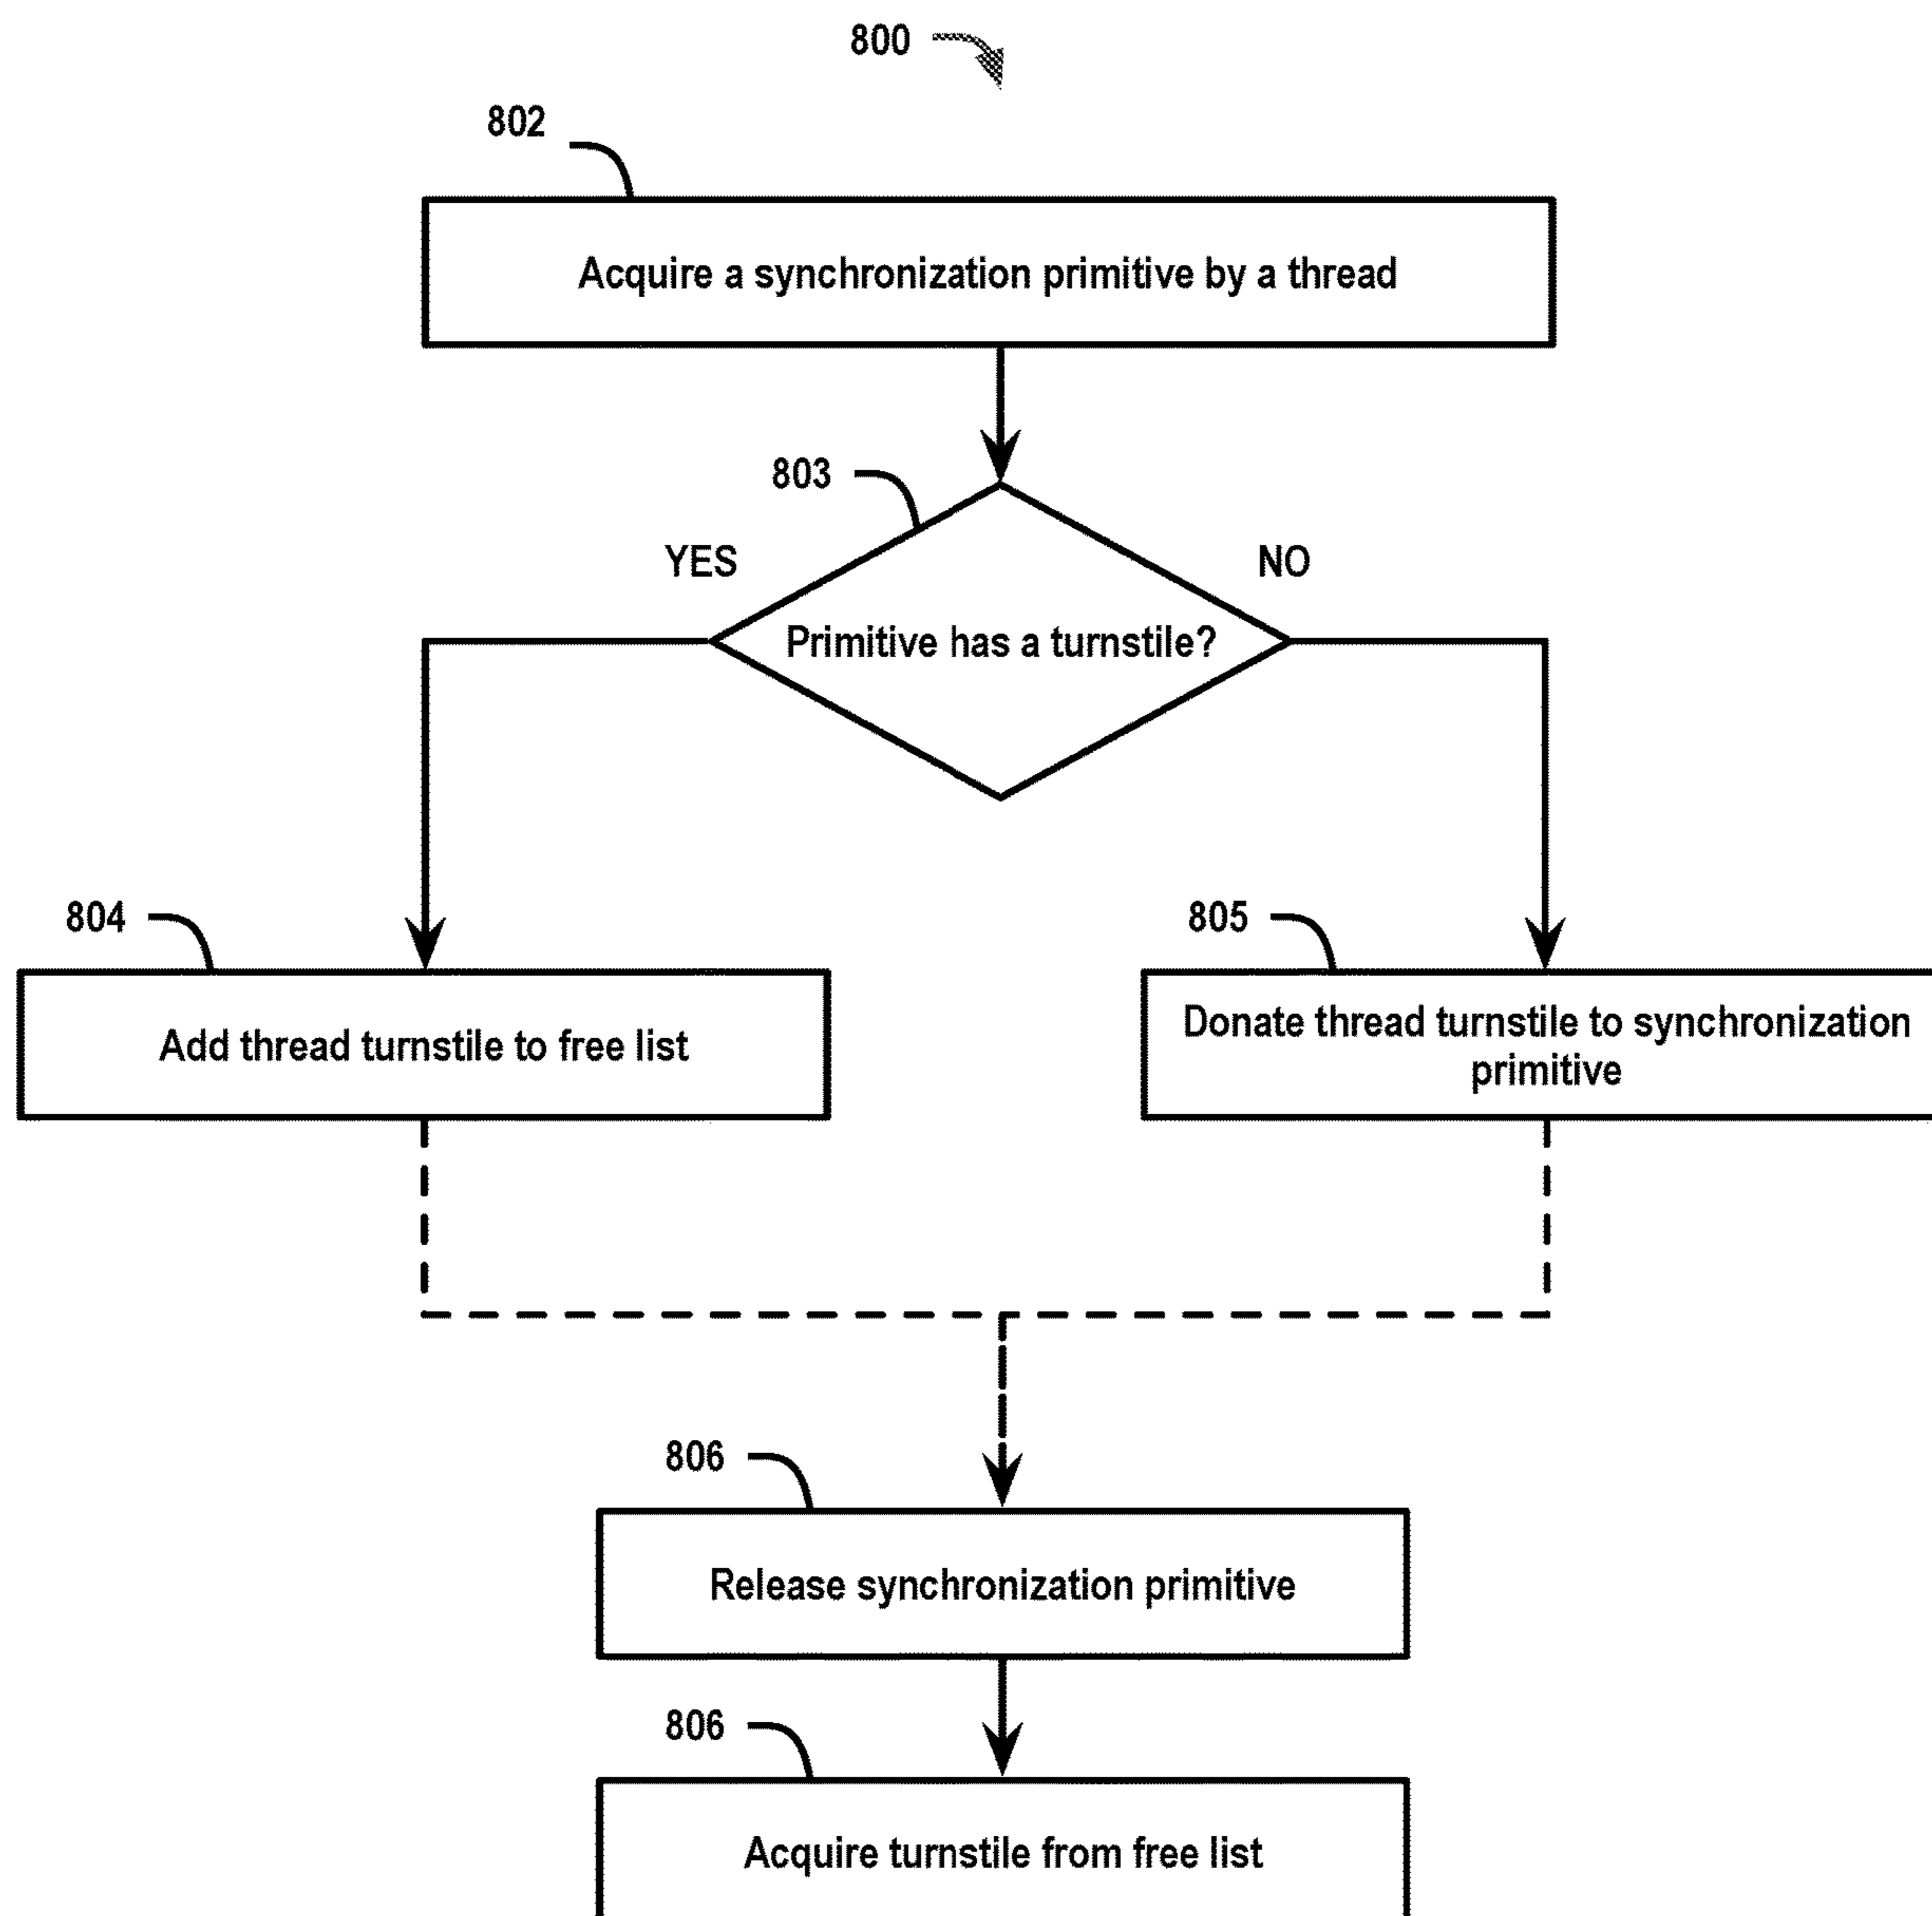 800
802
Acquire a synchronization primitive by a thread
803
YES
NO
Primitive has a turnstile?
804
805
Add thread turnstile to free list
Donate thread turnstile to synchronization
primitive
806
Release synchronization primitive
806
Acquire turnstile from free list